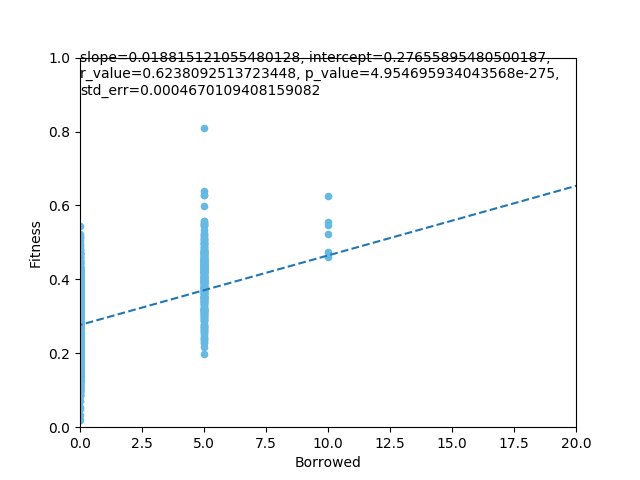 slope=0.018815121055480128, intercept=0.27655895480500187,
r_value=0.6238092513723448, p_value=4.954695934043568e-275,
std_err=0.0004670109408159082
1.0
0.8
0.6
0.4
0.2
0.0
Fitness
0.0 2.5 5.0 7.5 10.0 12.5 15.0 17.5 20.0
Borrowed